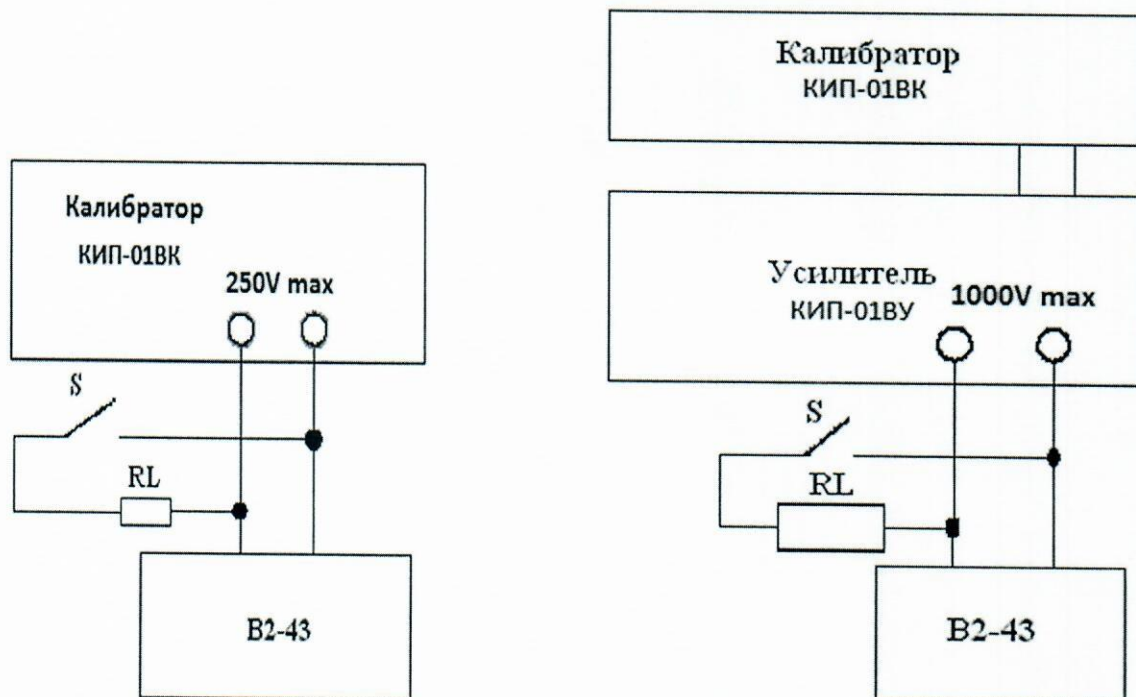 Калибратор
КИП-01ВК
250V max
S
RL
В2-43
Калибратор
КИП-01ВК
Усилитель
КИП-01ВУ
1000V max
S
RL
В2-43